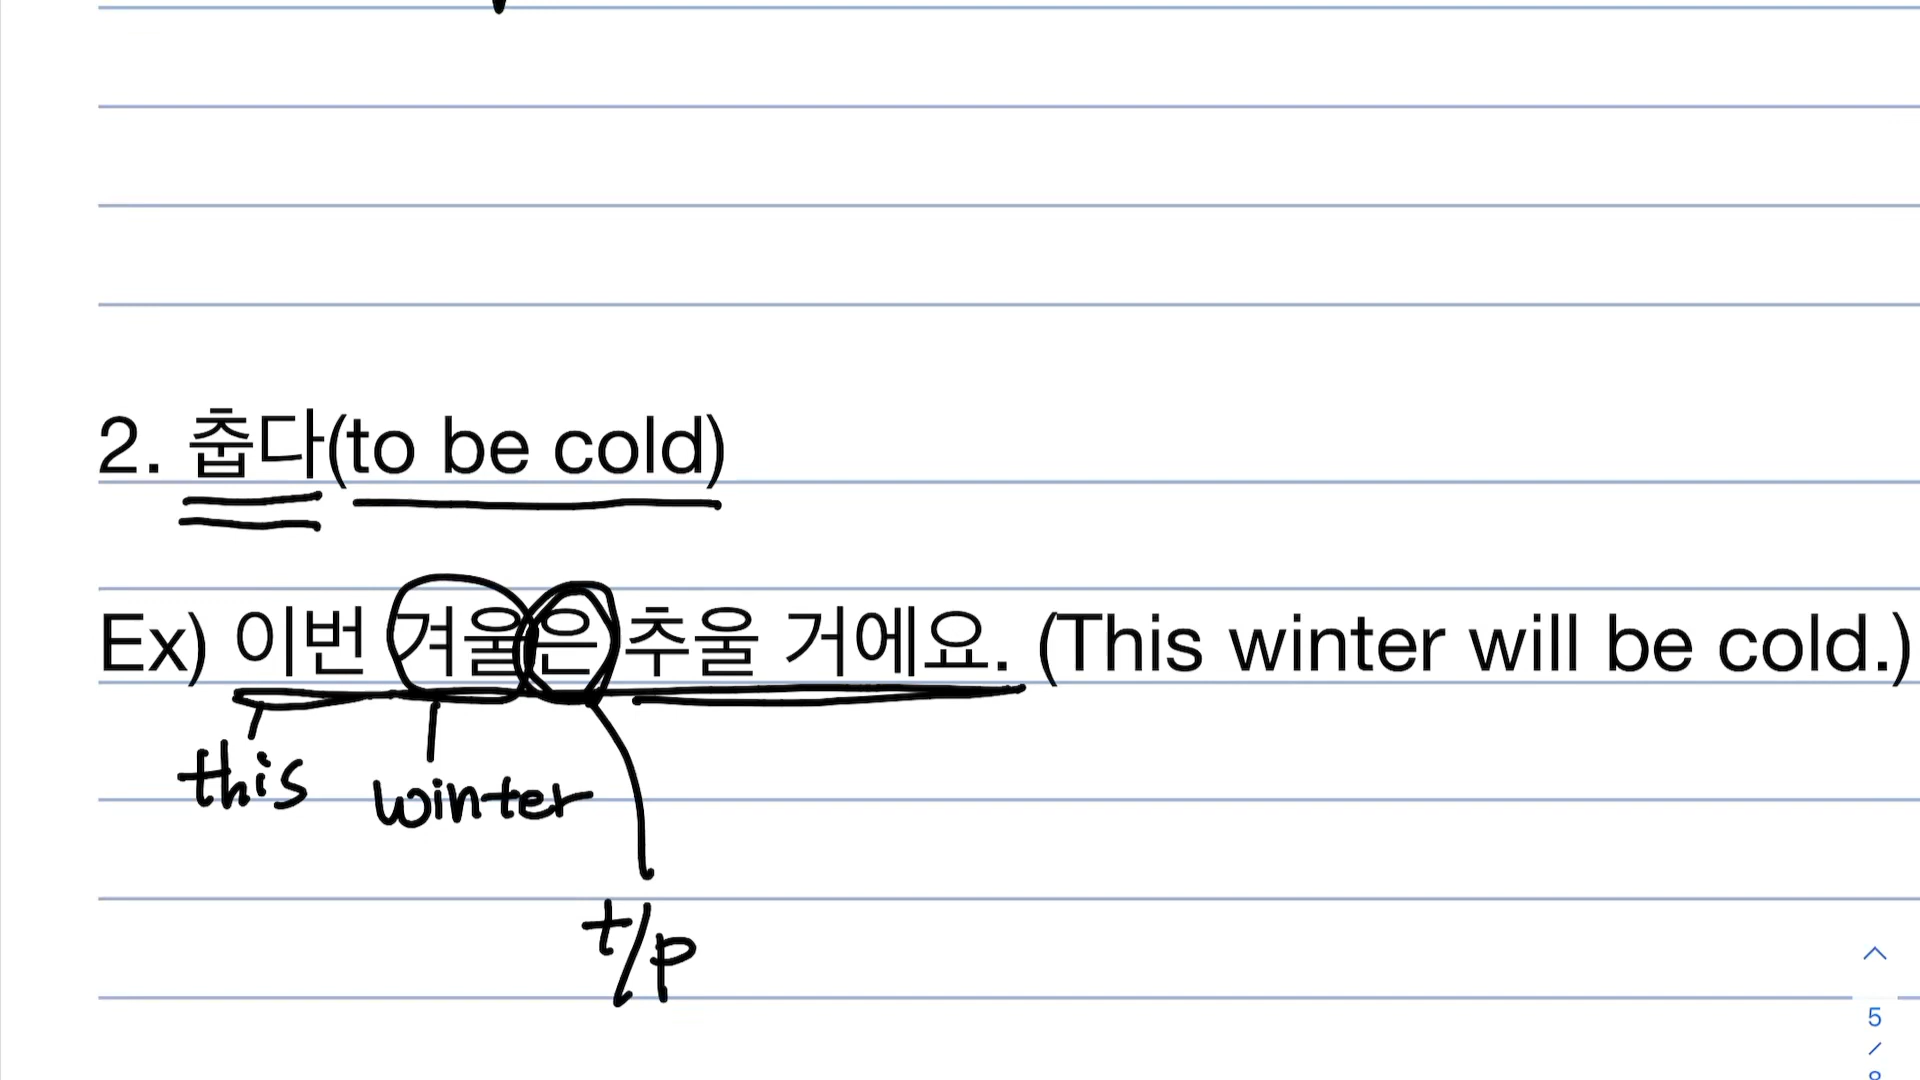 2. 춥다(to be cold)
Ex) 이번 겨울은 추울 거에요. (This winter will be cold.)
this winter
t/p
5
/